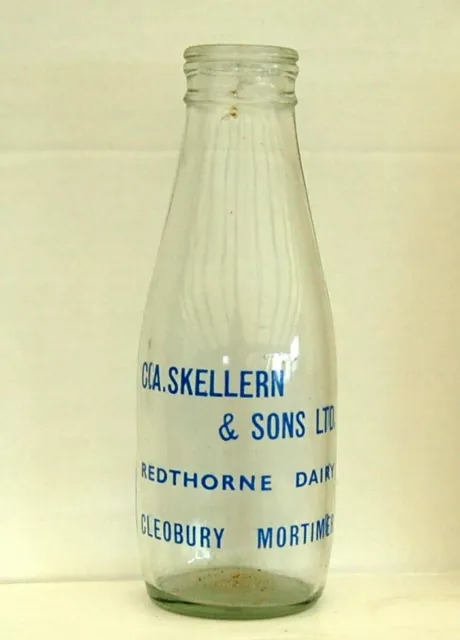 C.A. SKELLERN
& SONS LTD.
REDTHORNE DAIRY
CLEOBURY MORTIMER